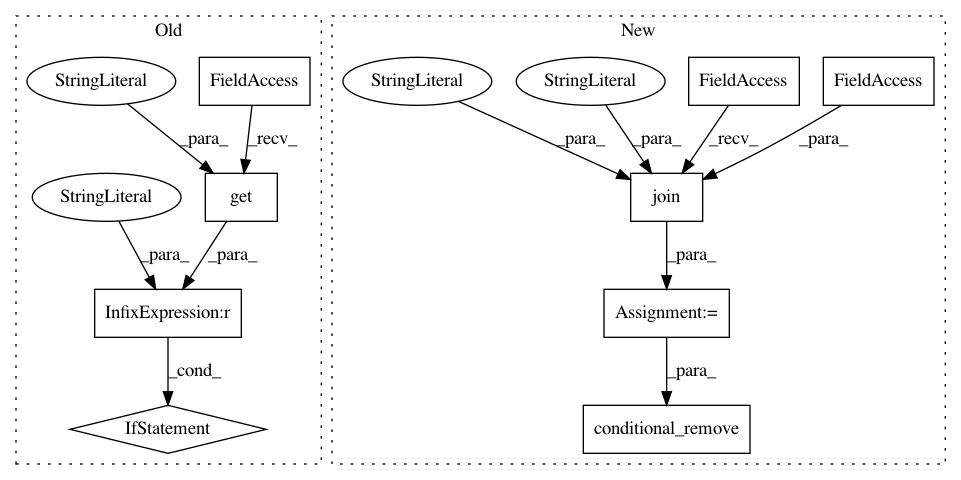 Old
New
StringLiteral
FieldAccess
StringLiteral
StringLiteral
FieldAccess
FieldAccess
_para_
_recv_
_para_
_para_
_recv_
_para_
StringLiteral
get
join
_para_
_para_
_para_
InfixExpression:r
Assignment:=
_cond_
_para_
IfStatement
conditional_remove